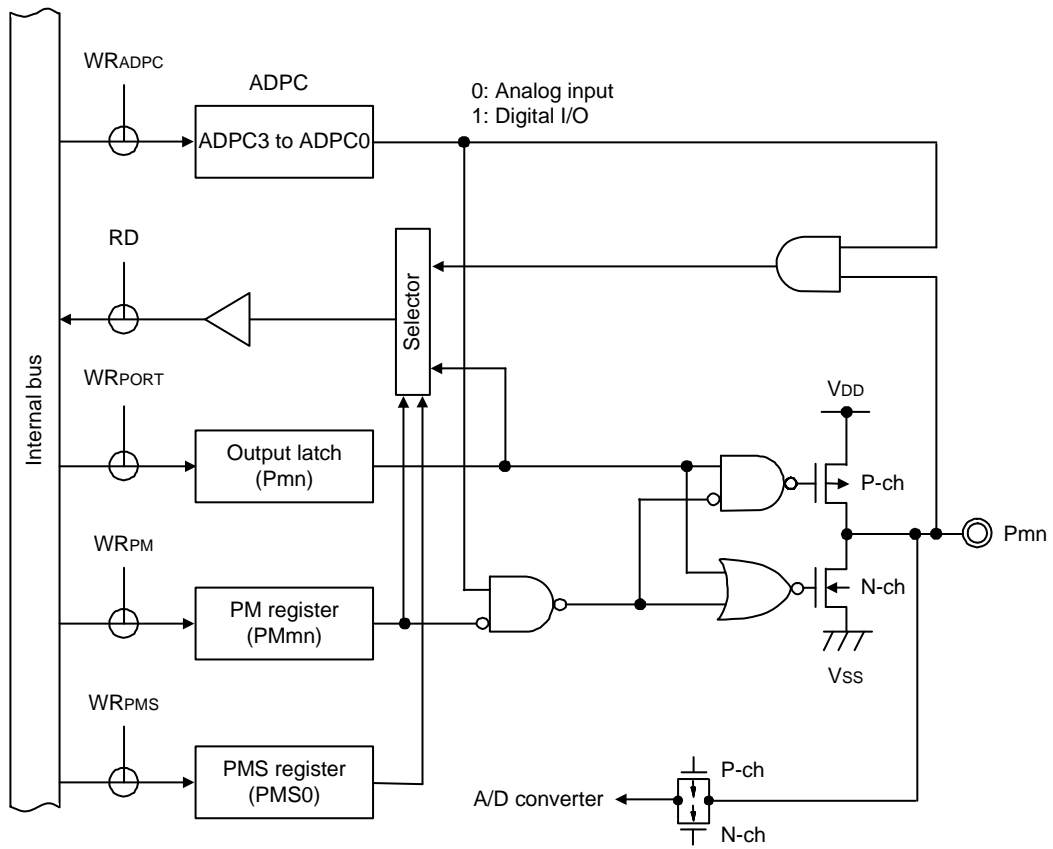 WRADPC
ADPC
0: Analog input
1: Digital I/O
ADPC3 to ADPC0
RD
Selector
Internal bus
WRPORT
VDD
Output latch
(Pmn)
P-ch
Pmn
WRPM
N-ch
PM register
(PMmn)
VSS
WRPMS
PMS register
(PMS0)
P-ch
A/D converter
N-ch